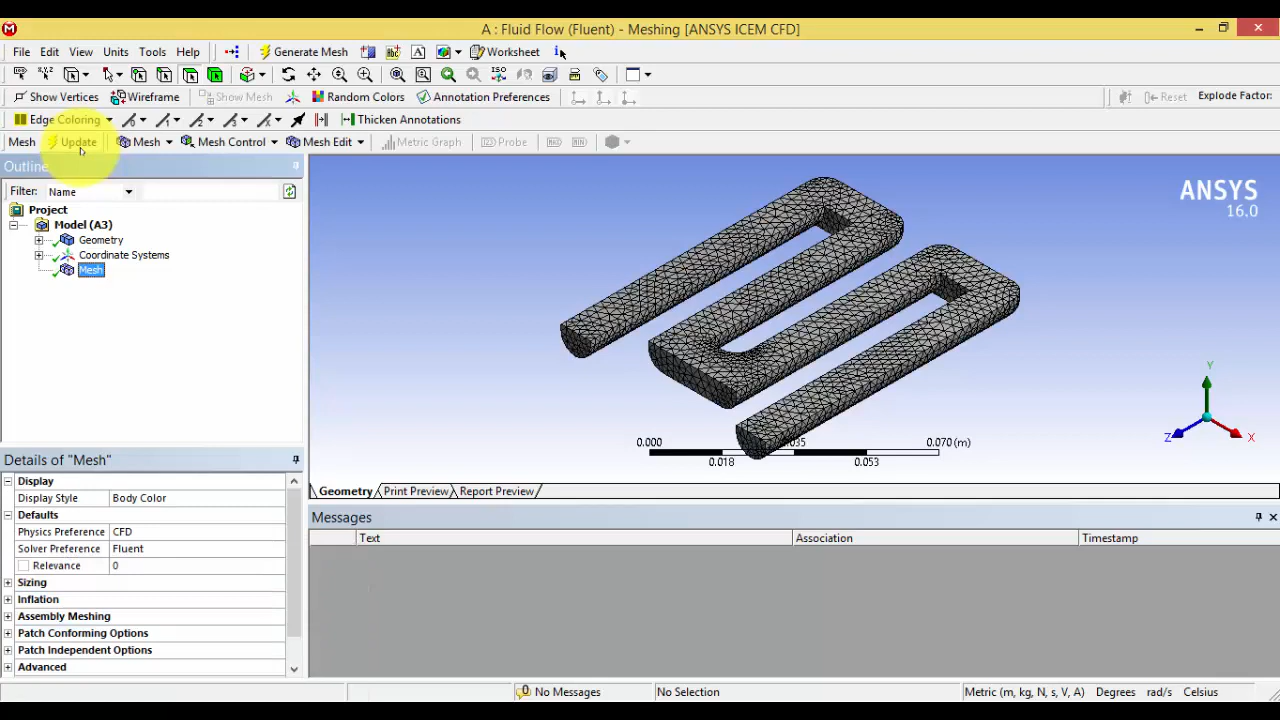 A : Fluid Flow (Fluent) - Meshing [ANSYS ICEM CFD]
File Edit View Units Tools Help Generate Mesh A Worksheet i
ISO
Show Vertices Wireframe Show Mesh Random Colors Annotation Preferences Reset Explode Factor:
Edge Coloring Thicken Annotations
Mesh Update Mesh Mesh Control Mesh Edit Metric Graph Probe
Outline
Filter: Name
Project
Model (A3)
Geometry
Coordinate Systems
Mesh
ANSYS
16.0
Y
Z X
0.000 .035 0.070 (m)
0.018 0.053
Geometry Print Preview Report Preview
Details of "Mesh"
Display
Display Style Body Color
Defaults
Physics Preference CFD
Solver Preference Fluent
Relevance 0
Sizing
Inflation
Assembly Meshing
Patch Conforming Options
Patch Independent Options
Advanced
Messages
Text Association Timestamp
0 No Messages No Selection Metric (m, kg, N, s, V, A) Degrees rad/s Celsius